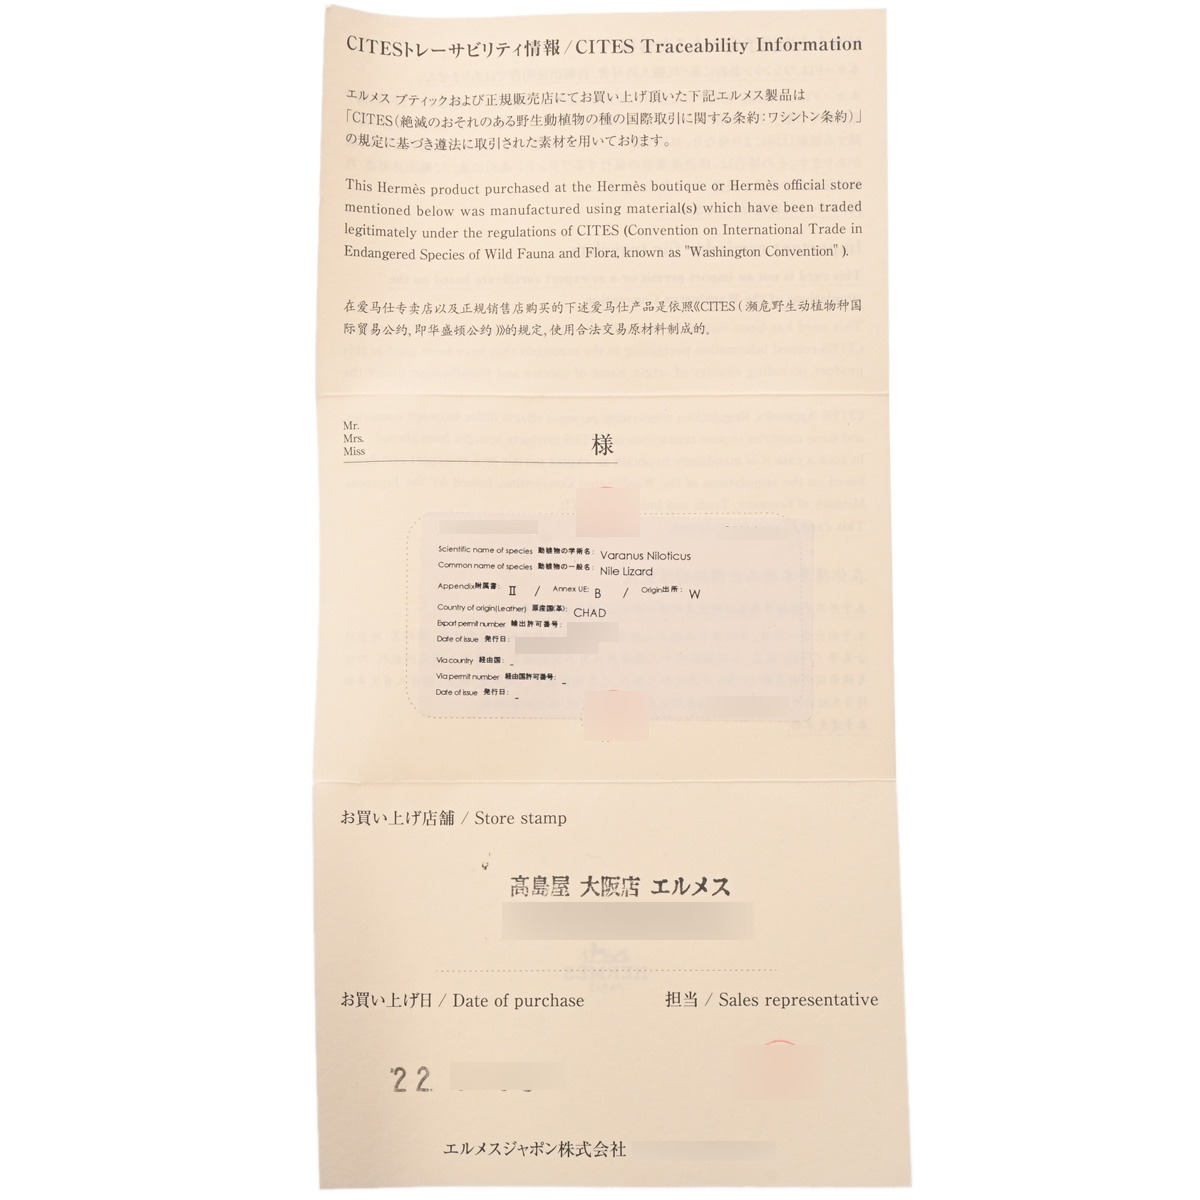 CITESトレーサビリティ情報 / CITES Traceability Information
エルメス ブティックおよび正規販売店にてお買い上げ頂いた下記エルメス製品は
「CITES(絶滅のおそれのある野生動植物の種の国際取引に関する条約：ワシントン条約)」
の規定に基づき遵法に取引された素材を用いております。
This Hermès product purchased at the Hermès boutique or Hermès official store
mentioned below was manufactured using material(s) which have been traded
legitimately under the regulations of CITES (Convention on International Trade in
Endangered Species of Wild Fauna and Flora, known as "Washington Convention" ).
在爱马仕专卖店以及正规销售店购买的下述爱马仕产品是依照《CITES ( 濒危野生动植物种国
际贸易公约, 即华盛顿公约 )》的规定, 使用合法交易原材料制成的.
Mr.
Mrs.
Miss 様
Scientific name of species 動植物の学術名: Varanus Niloticus
Common name of species 動植物の一般名: Nile Lizard
Appendix附属書: II / Annex UE: B / Origin出所: W
Country of origin(Leather) 原産国(革): CHAD
Export permit number 輸出許可番号:
Date of issue 発行日:
Via country 経由国: _
Via permit number 経由国許可番号: _
Date of issue 発行日: _
お買い上げ店舗 / Store stamp
髙島屋 大阪店 エルメス
お買い上げ日 / Date of purchase 担当 / Sales representative
'22.
エルメスジャポン株式会社